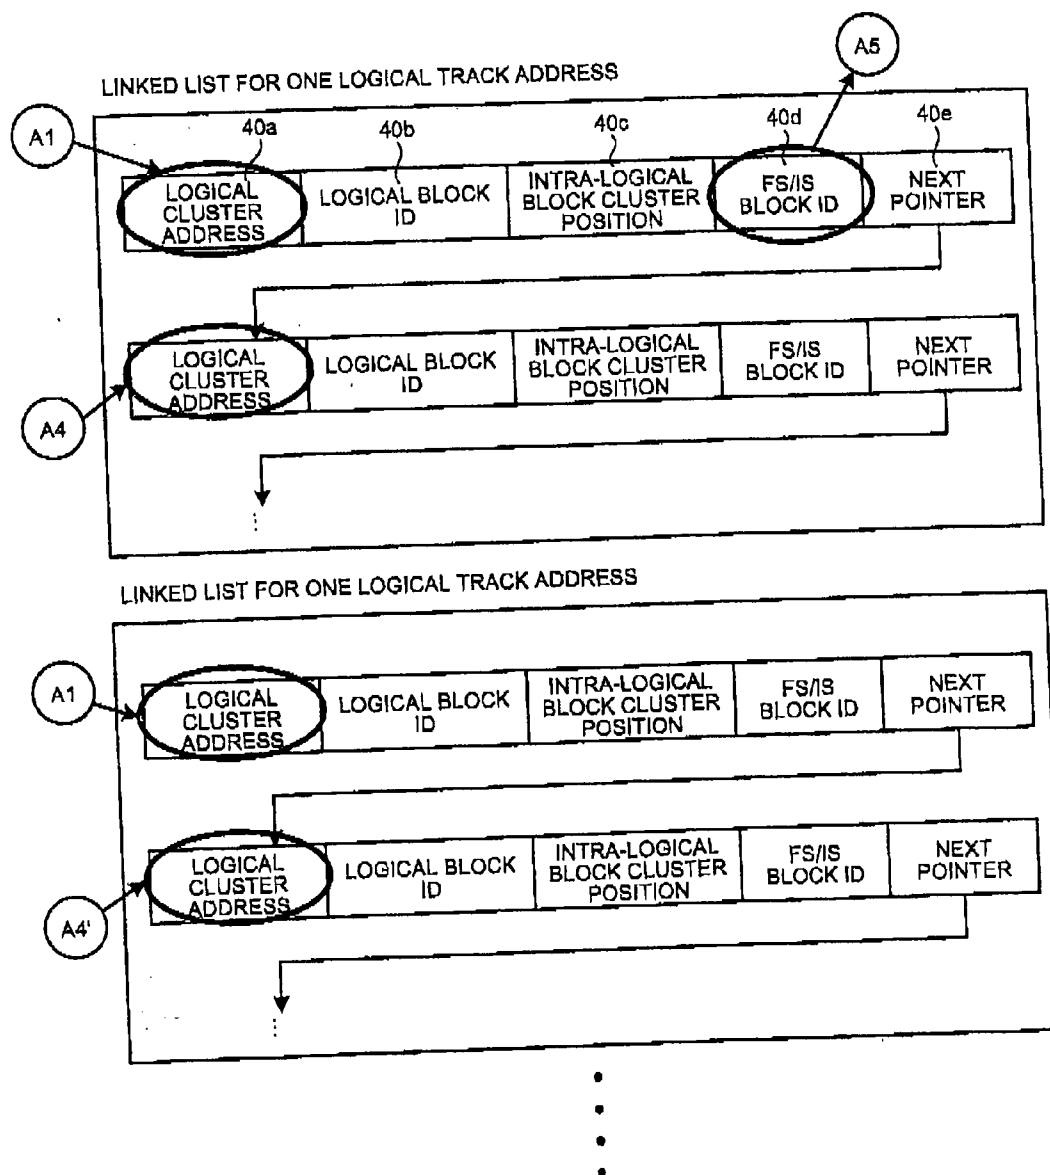 A5
LINKED LIST FOR ONE LOGICAL TRACK ADDRESS
A1
40a
40b
40c
40d
40e
LOGICAL
CLUSTER
ADDRESS
LOGICAL BLOCK
ID
INTRA-LOGICAL
BLOCK CLUSTER
POSITION
FS/IS
BLOCK ID
NEXT
POINTER
LOGICAL
CLUSTER
ADDRESS
LOGICAL BLOCK
ID
INTRA-LOGICAL
BLOCK CLUSTER
POSITION
FS/IS
BLOCK ID
NEXT
POINTER
A4
LINKED LIST FOR ONE LOGICAL TRACK ADDRESS
A1
LOGICAL
CLUSTER
ADDRESS
LOGICAL BLOCK
ID
INTRA-LOGICAL
BLOCK CLUSTER
POSITION
FS/IS
BLOCK ID
NEXT
POINTER
LOGICAL
CLUSTER
ADDRESS
LOGICAL BLOCK
ID
INTRA-LOGICAL
BLOCK CLUSTER
POSITION
FS/IS
BLOCK ID
NEXT
POINTER
A4'